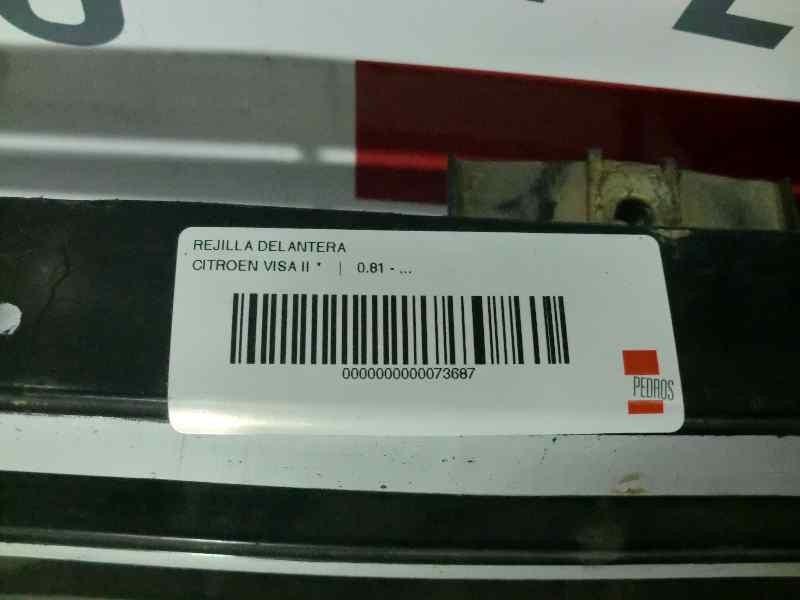 REJILLA DELANTERA
CITROEN VISA II * | 0.81 - ...
0000000000073687
PEDROS